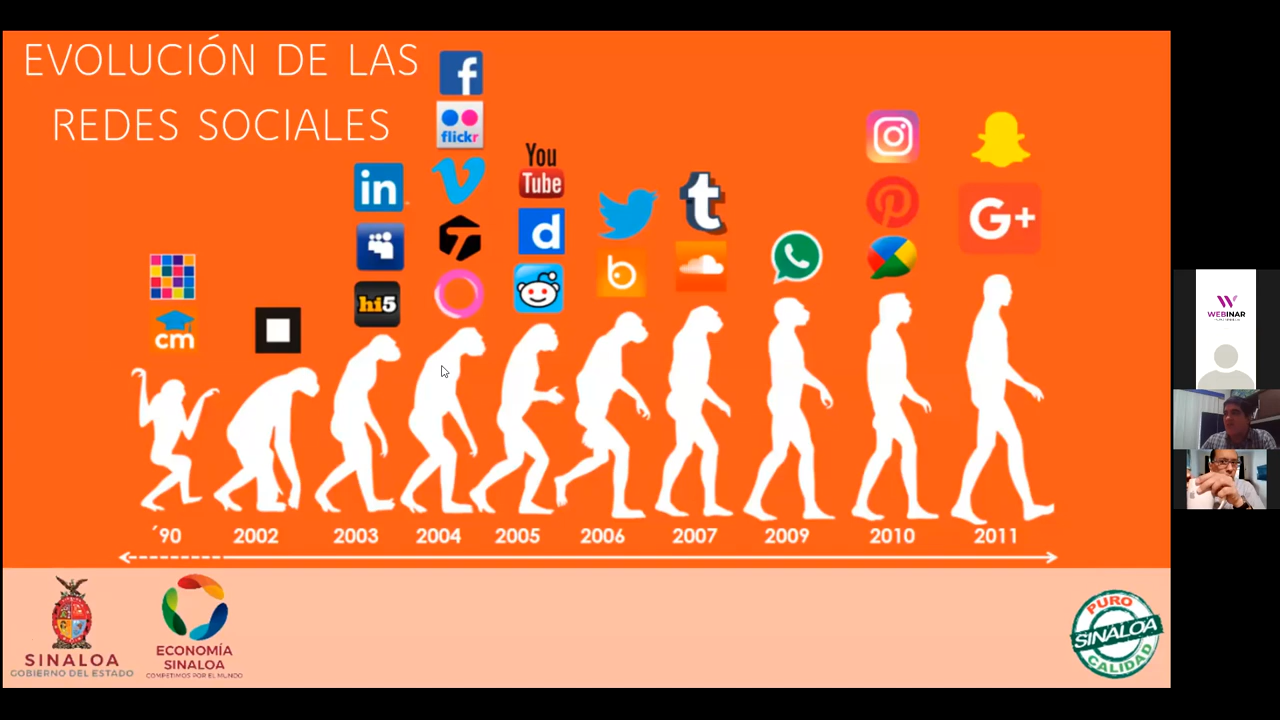 EVOLUCIÓN DE LAS
REDES SOCIALES
flickr
in
You
Tube
d
hi5
cm
G+
´90
2002
2003
2004
2005
2006
2007
2009
2010
2011
SINALOA
GOBIERNO DEL ESTADO
ECONOMÍA
SINALOA
COMPETIMOS POR EL MUNDO
PURO
SINALOA
CALIDAD
WEBINAR